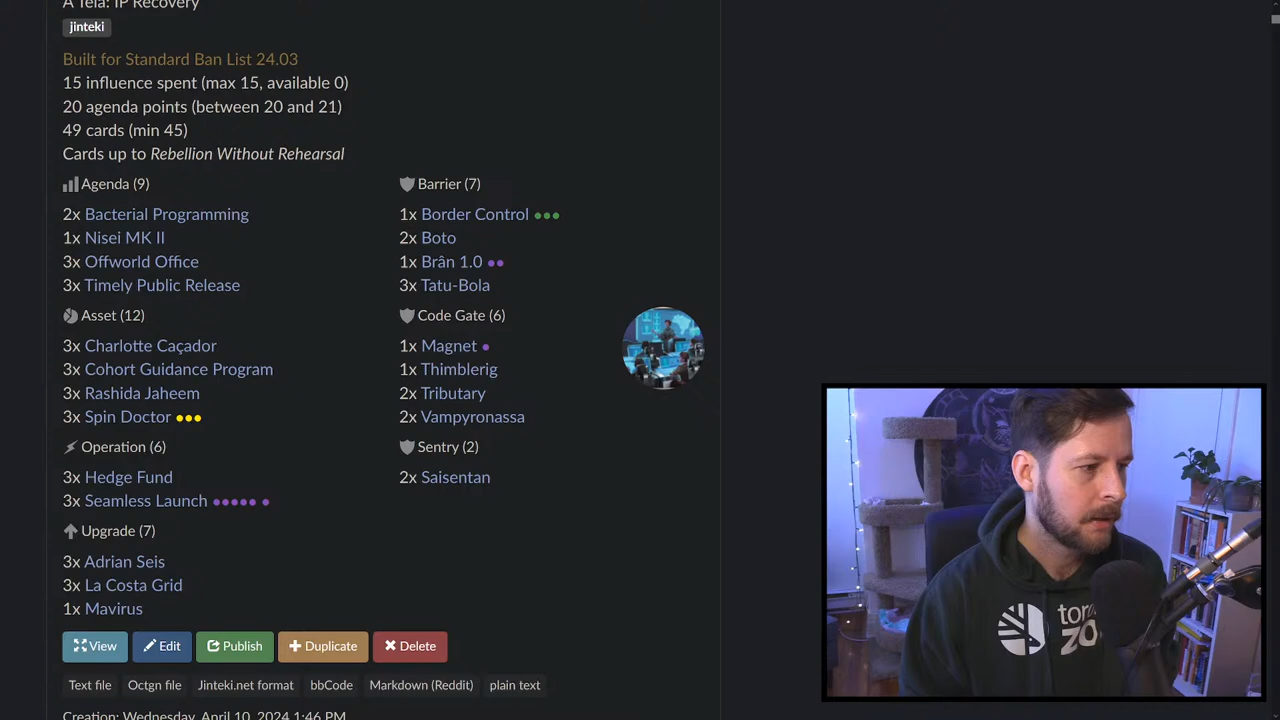 A Teia: IP Recovery
jinteki
Built for Standard Ban List 24.03
15 influence spent (max 15, available 0)
20 agenda points (between 20 and 21)
49 cards (min 45)
Cards up to Rebellion Without Rehearsal
Agenda (9)
2x Bacterial Programming
1x Nisei MK II
3x Offworld Office
3x Timely Public Release
Asset (12)
3x Charlotte Caçador
3x Cohort Guidance Program
3x Rashida Jaheem
3x Spin Doctor
Operation (6)
3x Hedge Fund
3x Seamless Launch
Upgrade (7)
3x Adrian Seis
3x La Costa Grid
1x Mavirus
Barrier (7)
1x Border Control
2x Boto
1x Brân 1.0
3x Tatu-Bola
Code Gate (6)
1x Magnet
1x Thimblerig
2x Tributary
2x Vampyronassa
Sentry (2)
2x Saisentan
View Edit Publish Duplicate Delete
Text file Octgn file Jinteki.net format bbCode Markdown (Reddit) plain text
Creation: Wednesday, April 10, 2024 1:46 PM
zo